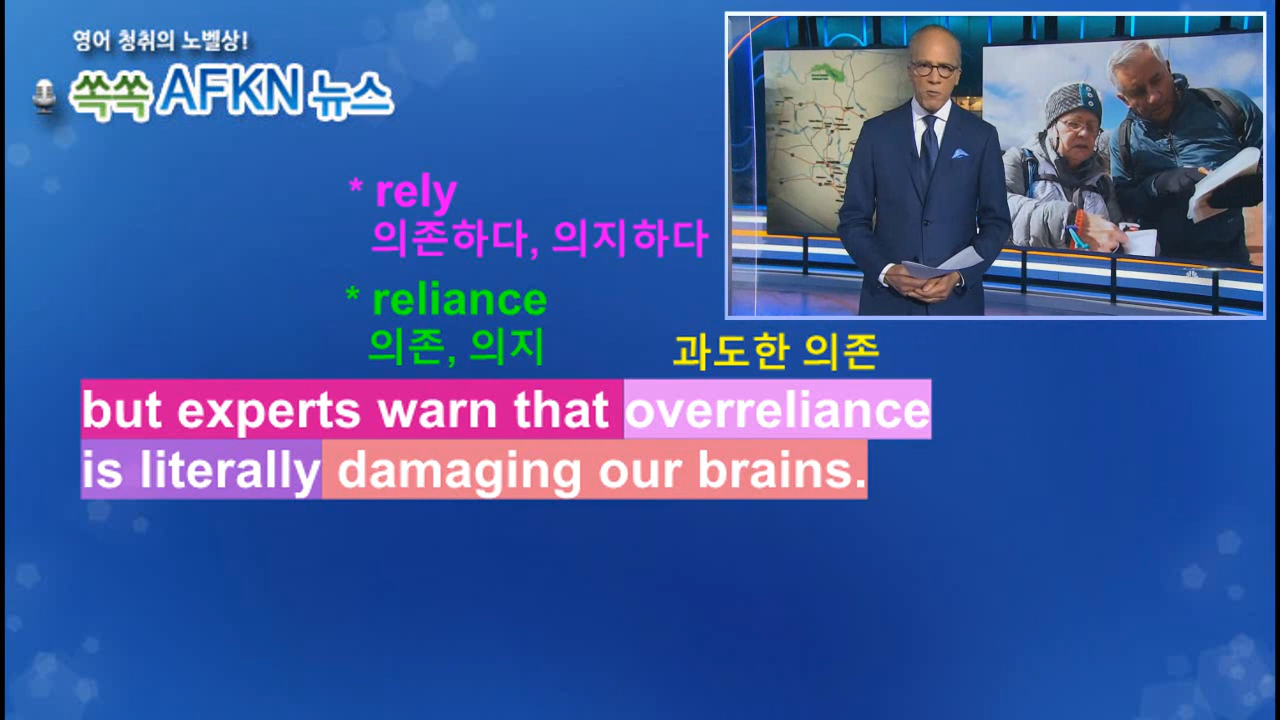 영어 청취의 노벨상!
쏙쏙 AFKN 뉴스
* rely
의존하다, 의지하다
* reliance
의존, 의지
과도한 의존
but experts warn that overreliance
is literally damaging our brains.